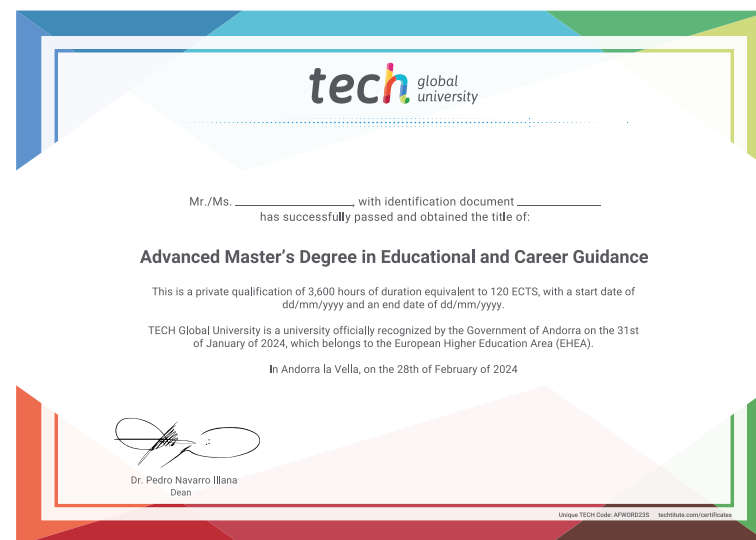 tech global
university
Mr./Ms. ____________, with identification document ____________
has successfully passed and obtained the title of:
Advanced Master's Degree in Educational and Career Guidance
This is a private qualification of 3,600 hours of duration equivalent to 120 ECTS, with a start date of
dd/mm/yyyy and an end date of dd/mm/yyyy.
TECH Global University is a university officially recognized by the Government of Andorra on the 31st
of January of 2024, which belongs to the European Higher Education Area (EHEA).
In Andorra la Vella, on the 28th of February of 2024
Dr. Pedro Navarro Illana
Dean
Unique TECH Code: AFWORD23S techtitute.com/certificates